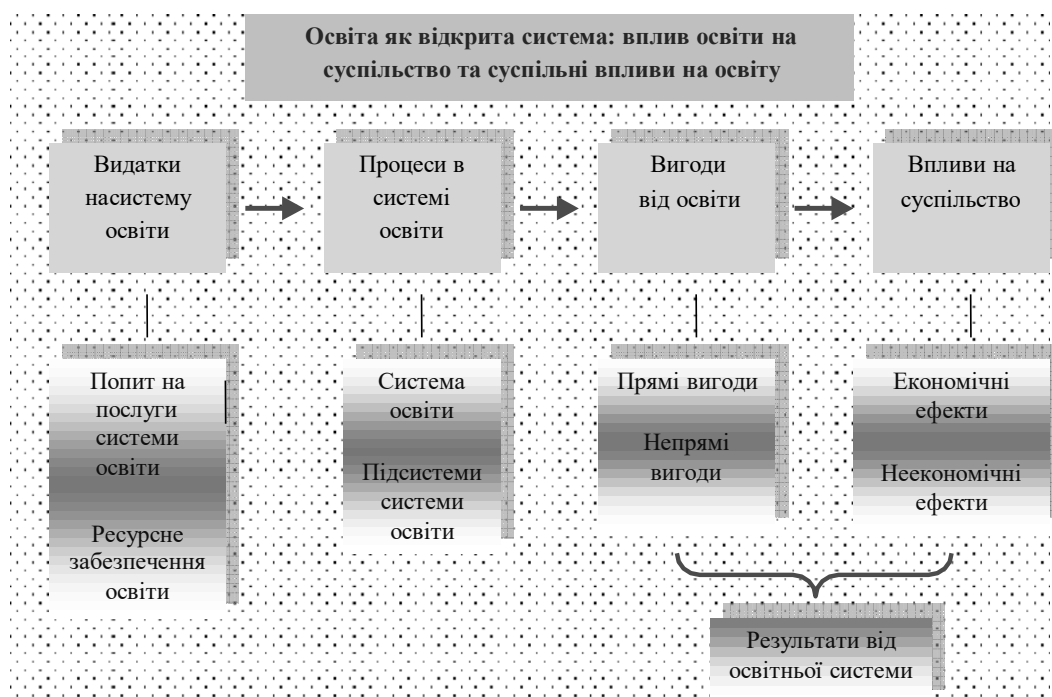 Освіта як відкрита система: вплив освіти на
суспільство та суспільні впливи на освіту
Видатки
насистему
освіти
Процеси в
системі
освіти
Вигоди
від освіти
Впливи на
суспільство
Попит на
послуги
системи
освіти
Ресурсне
забезпечення
освіти
Система
освіти
Підсистеми
системи
освіти
Прямі вигоди
Непрямі
вигоди
Економічні
ефекти
Неекономічні
ефекти
Результати від
освітньої системи